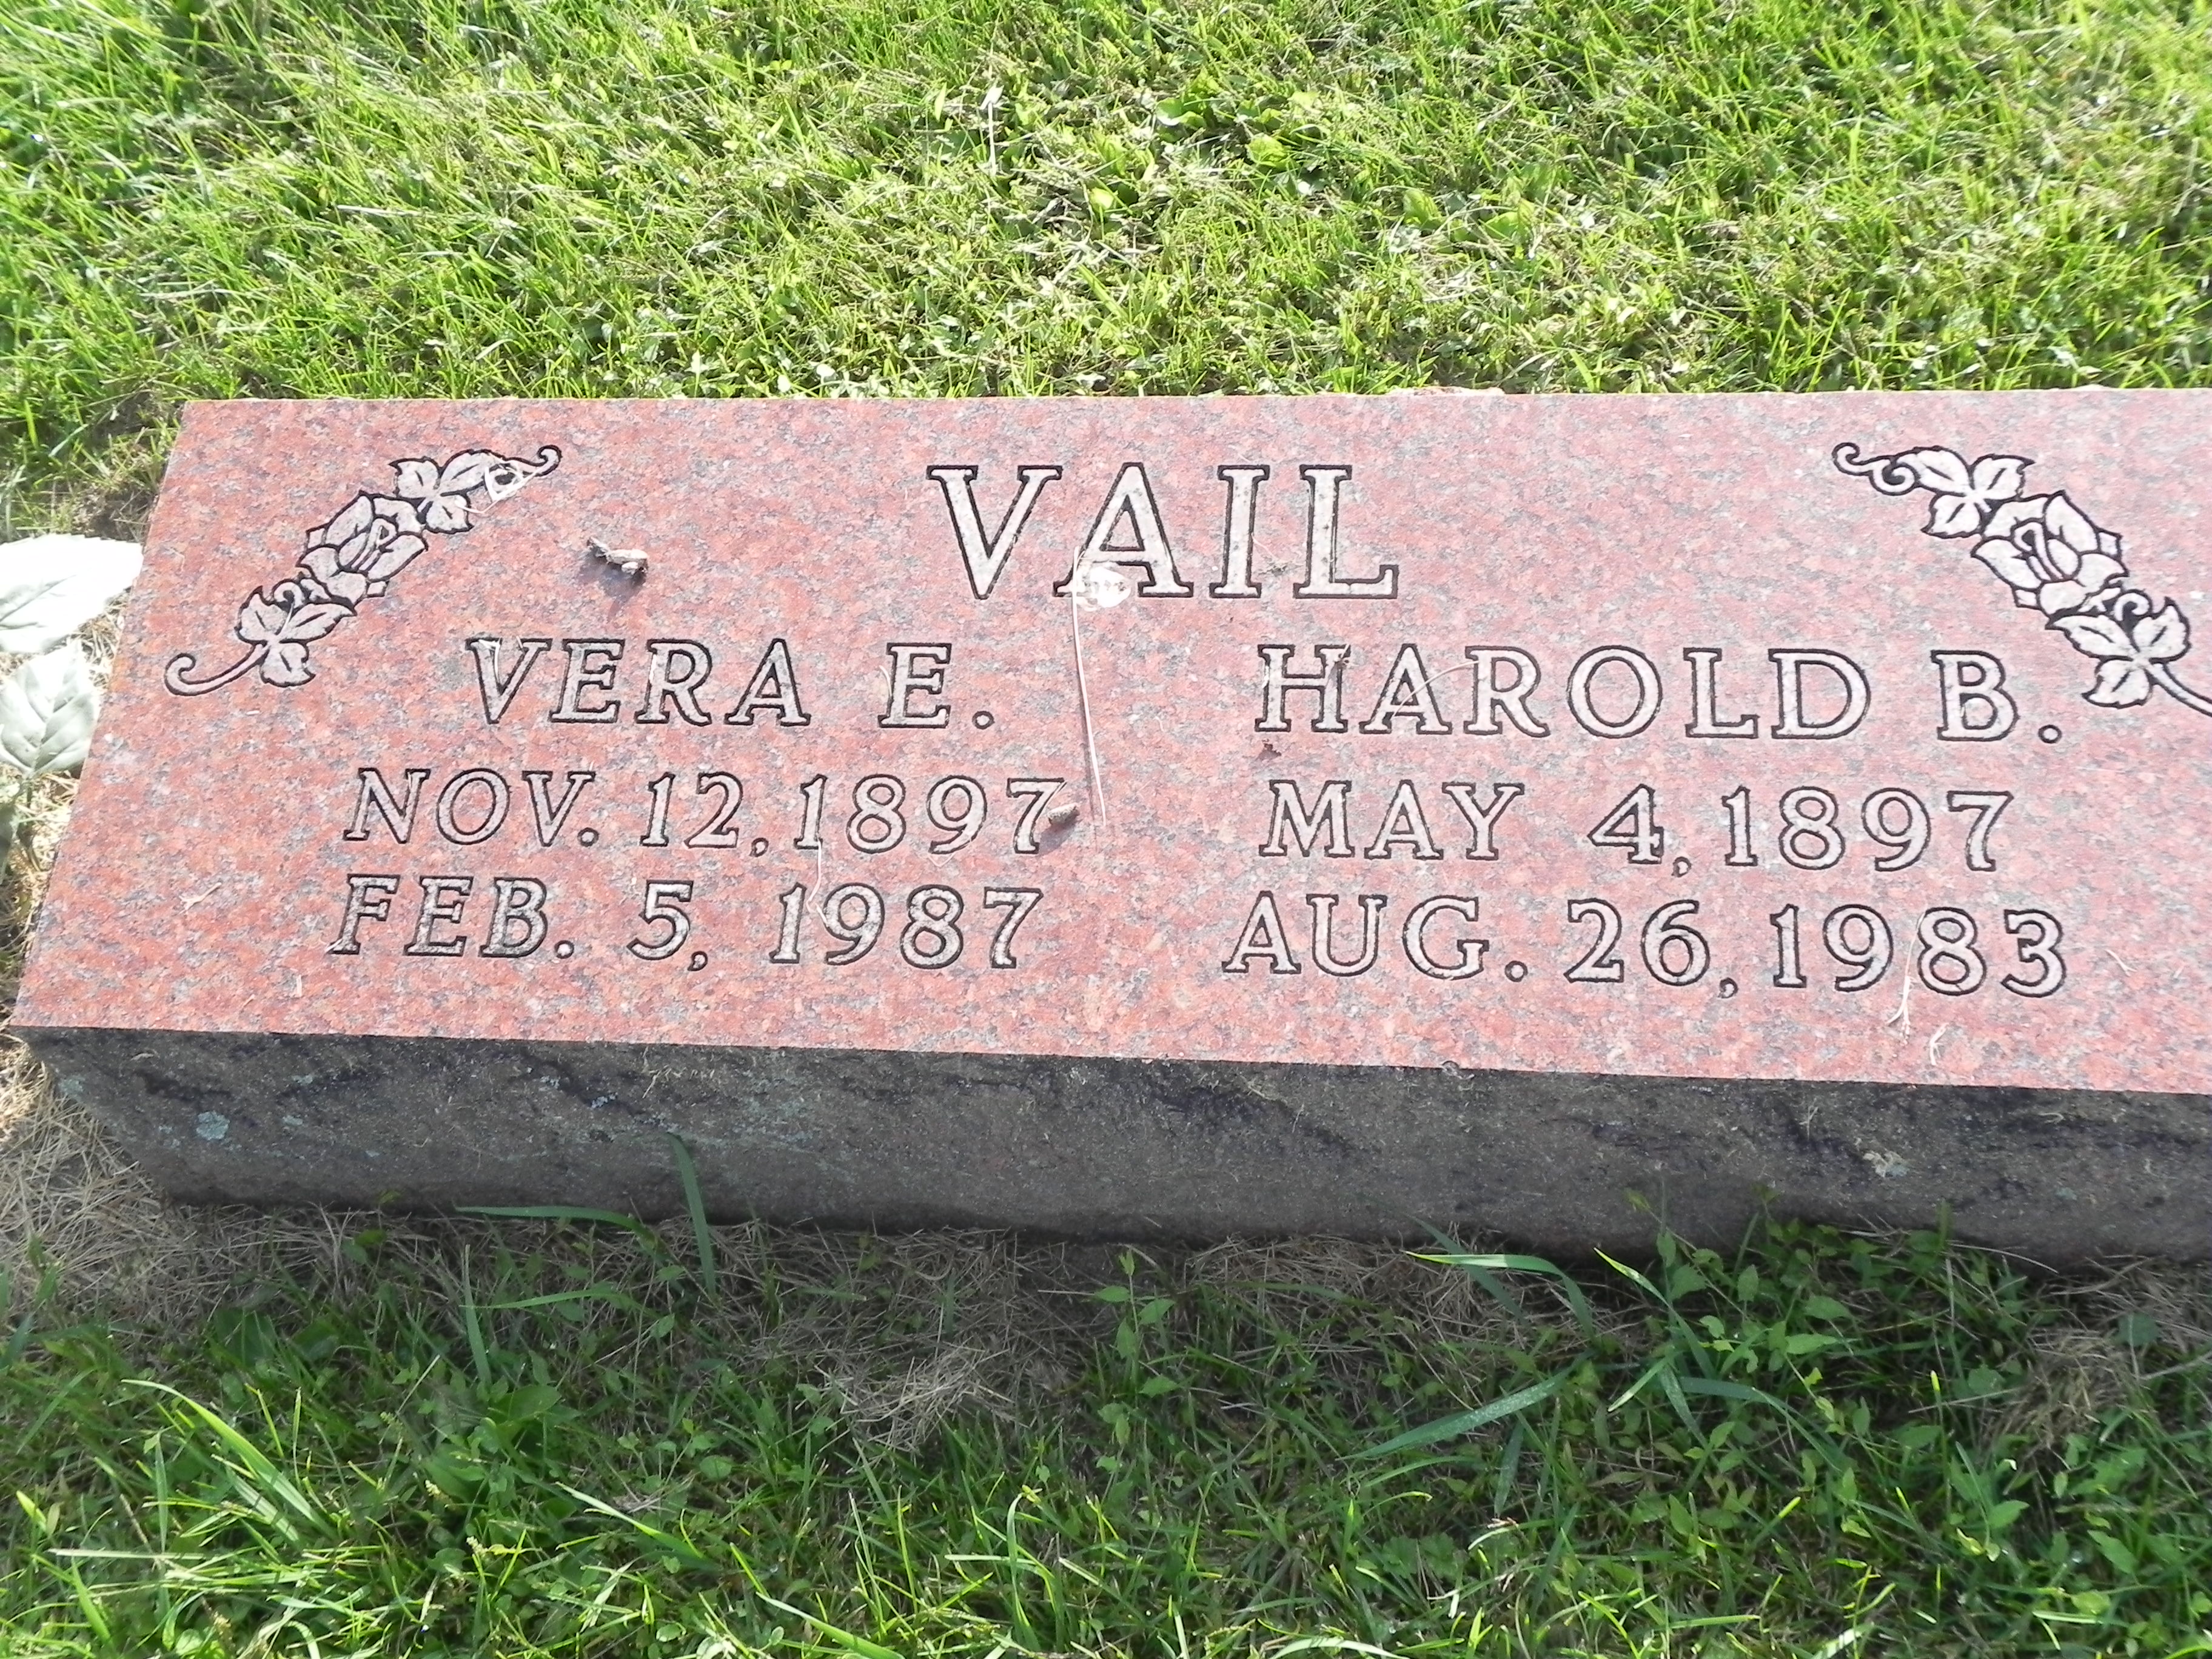 VAIL
VERA E.
NOV. 12, 1897
FEB. 5, 1987
HAROLD B.
MAY 4, 1897
AUG. 26, 1983